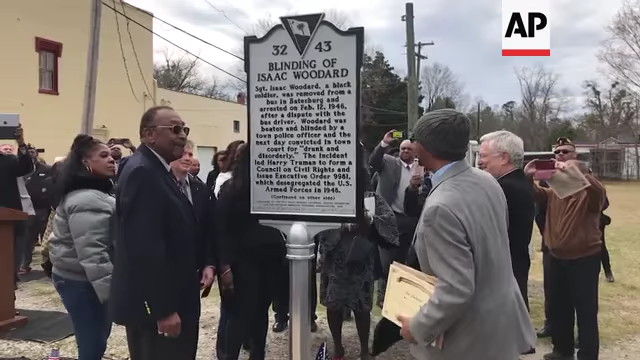 AP
32 43
BLINDING OF
ISAAC WOODARD
Sgt. Isaac Woodard, a black
soldier, was removed from a
bus in Batesburg and
arrested on Feb. 12, 1946,
after a dispute with the
bus driver. Woodard was
beaten and blinded by a
town police officer and the
next day convicted in town
court for "drunk and
disorderly." The incident
led Harry Truman to form a
Council on Civil Rights and
issue Executive Order 9981,
which desegregated the U.S.
Armed Forces in 1948.
(Continued on other side)